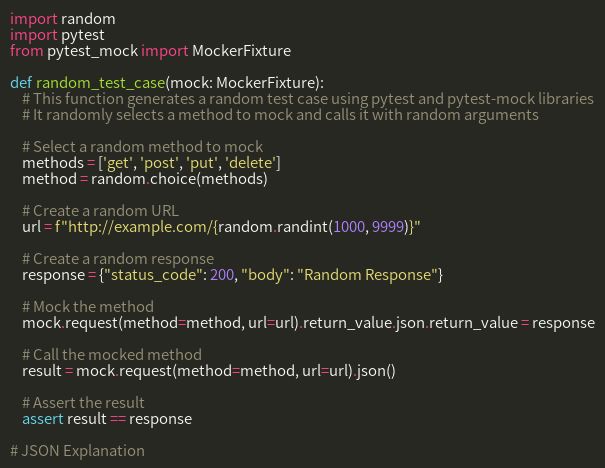 import random
import pytest
from pytest_mock import MockerFixture

def random_test_case(mock: MockerFixture):
    # This function generates a random test case using pytest and pytest-mock libraries
    # It randomly selects a method to mock and calls it with random arguments

    # Select a random method to mock
    methods = ['get', 'post', 'put', 'delete']
    method = random.choice(methods)

    # Create a random URL
    url = f"http://example.com/{random.randint(1000, 9999)}"

    # Create a random response
    response = {"status_code": 200, "body": "Random Response"}

    # Mock the method
    mock.request(method=method, url=url).return_value.json.return_value = response

    # Call the mocked method
    result = mock.request(method=method, url=url).json()

    # Assert the result
    assert result == response

# JSON Explanation